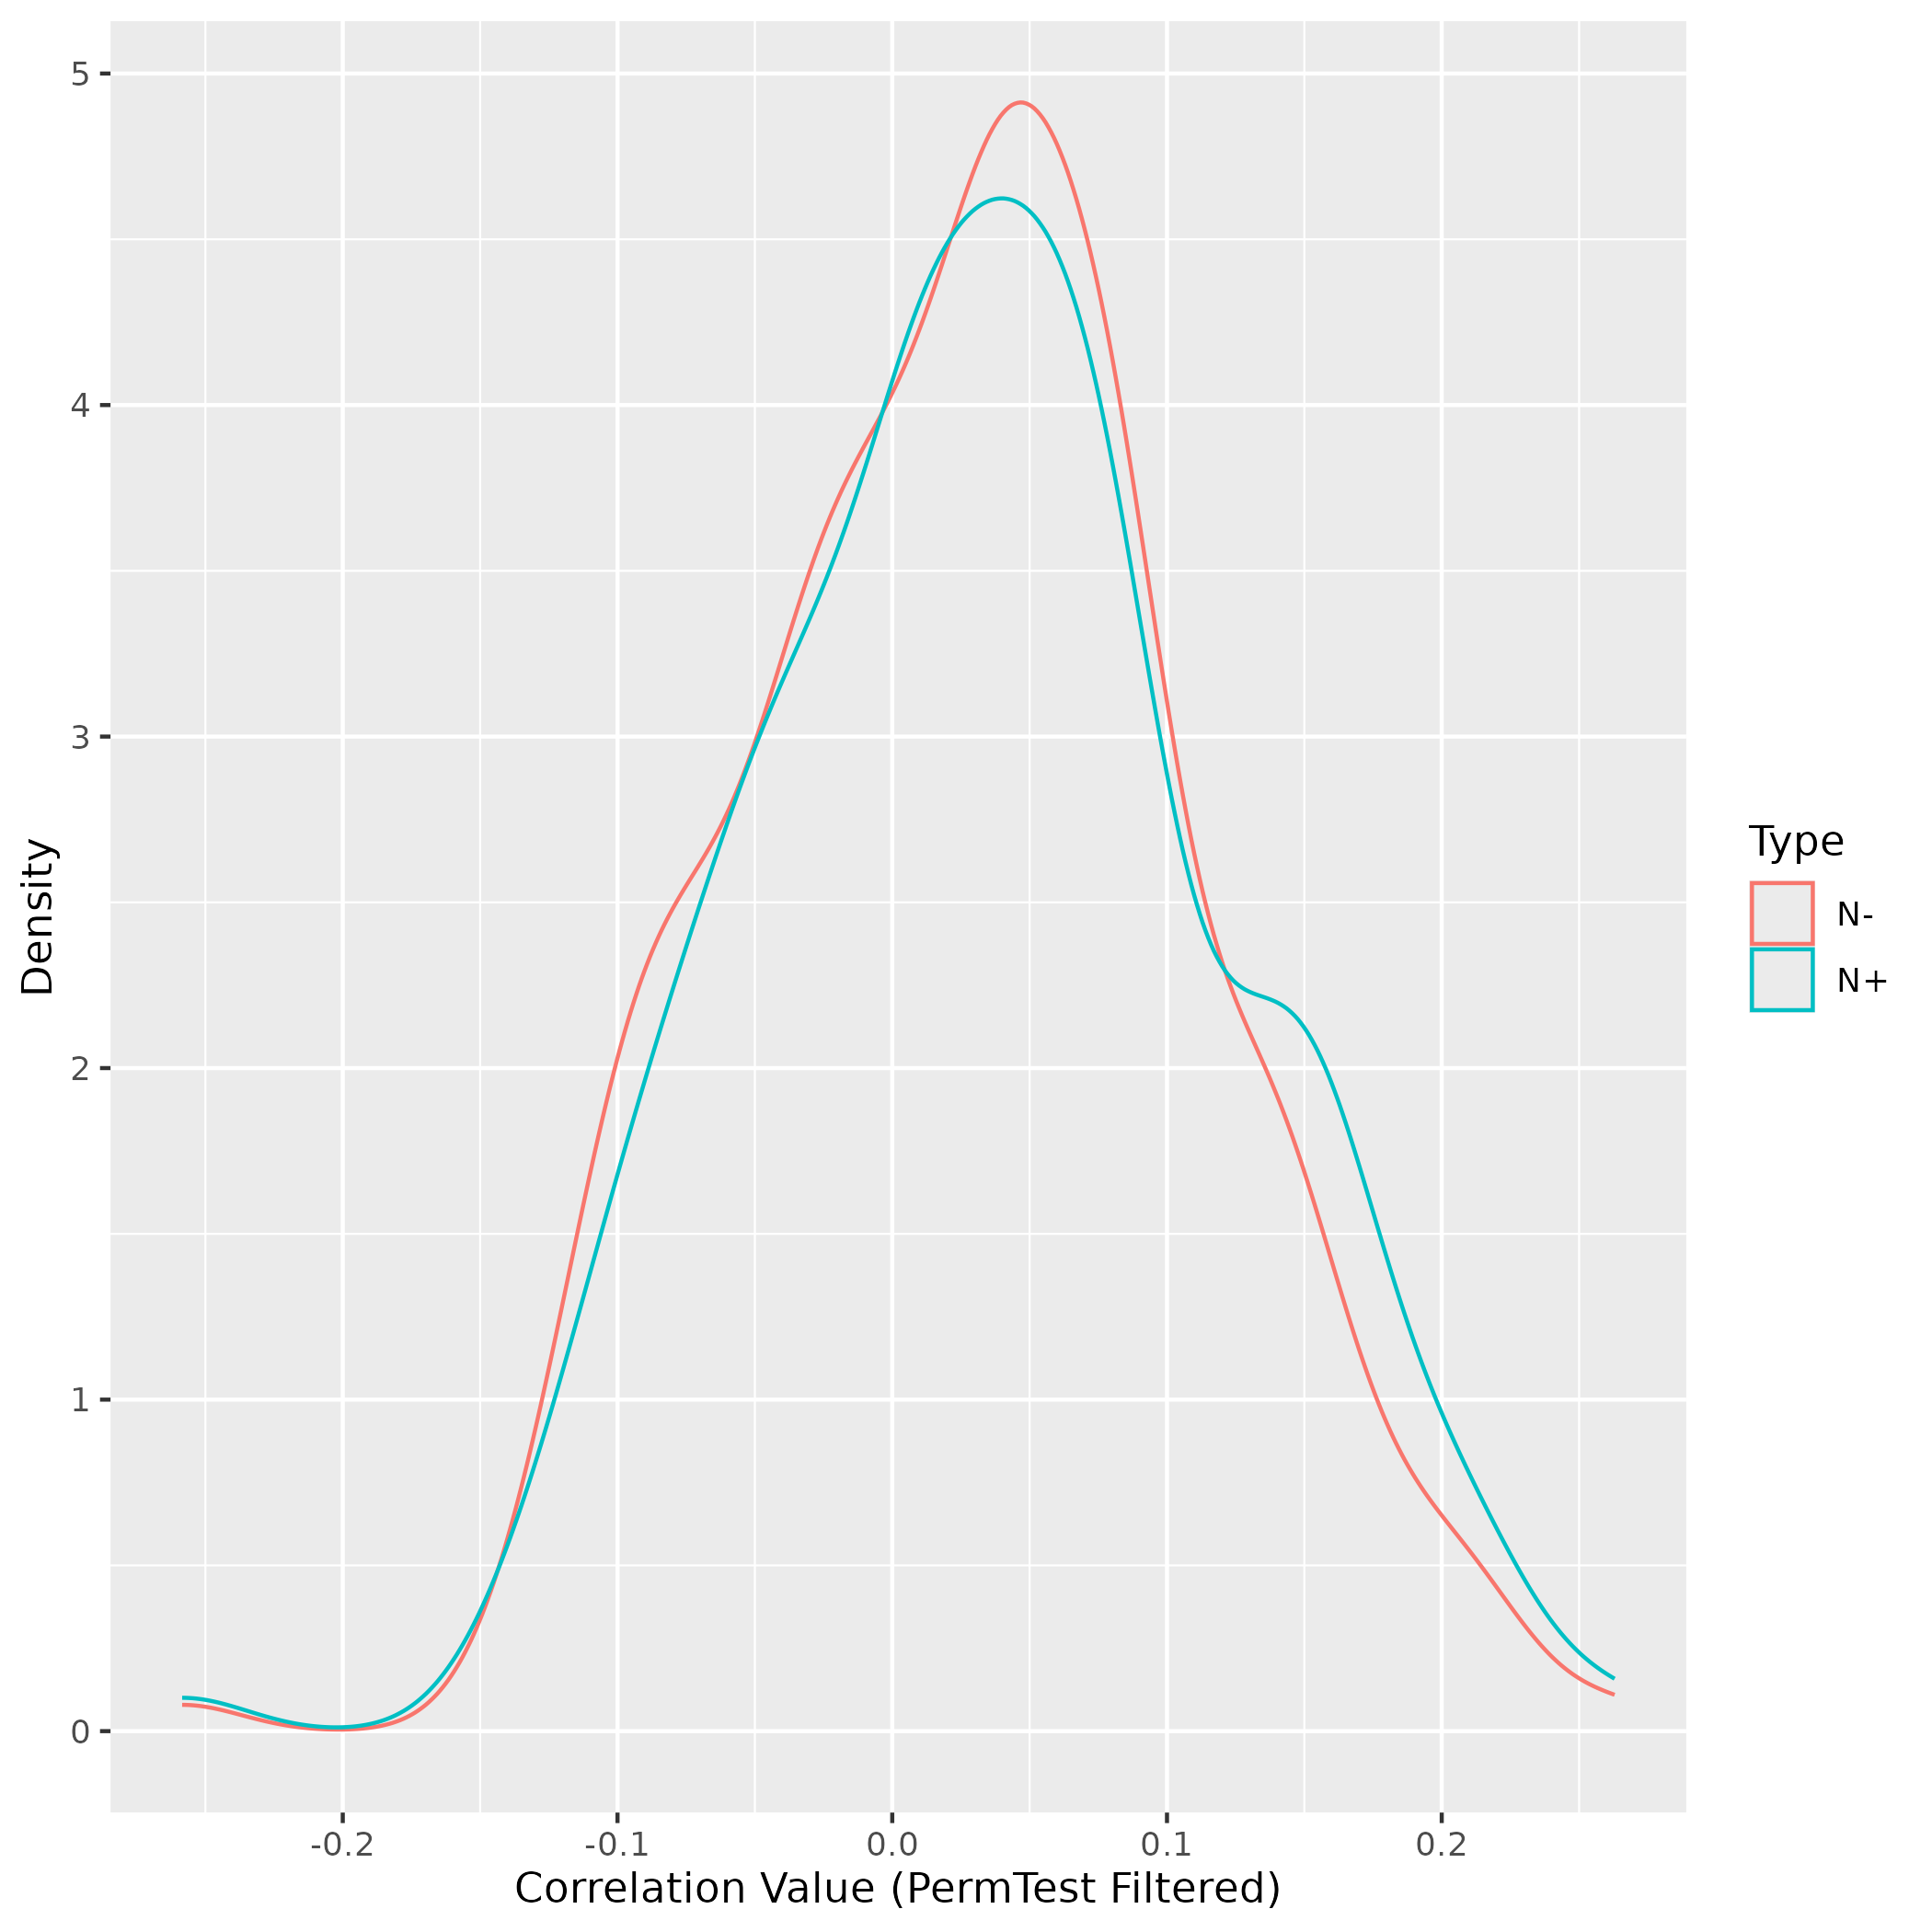 5
4
3
2
1
0
Density
-0.2
-0.1
0.0
0.1
0.2
Correlation Value (PermTest Filtered)
Type
N-
N+